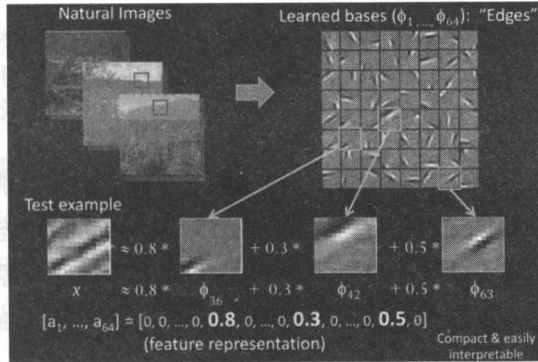 Natural Images
Learned bases (ϕ1 ,...,ϕ64): "Edges"
Test example
≈ 0.8 * + 0.3 * + 0.5 *
x ≈ 0.8 * ϕ36 + 0.3 * ϕ42 + 0.5 * ϕ63
[a1, ..., a64] = [0, 0, ..., 0, 0.8, 0, ..., 0, 0.3, 0, ..., 0, 0.5, 0]
(feature representation)
Compact & easily
interpretable